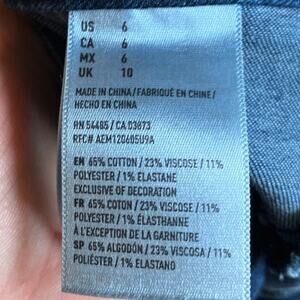 US 6
CA 6
MX 6
UK 10
MADE IN CHINA / FABRIQUÉ EN CHINE /
HECHO EN CHINA
RN 54485 / CA 03873
RFC# AEM120605U9A
EN 65% COTTON / 23% VISCOSE / 11%
POLYESTER / 1% ELASTANE
EXCLUSIVE OF DECORATION
FR 65% COTON / 23% VISCOSE / 11%
POLYESTER / 1% ÉLASTHANNE
À L'EXCEPTION DE LA GARNITURE
SP 65% ALGODÓN / 23% VISCOSA / 11%
POLIÉSTER / 1% ELASTANO